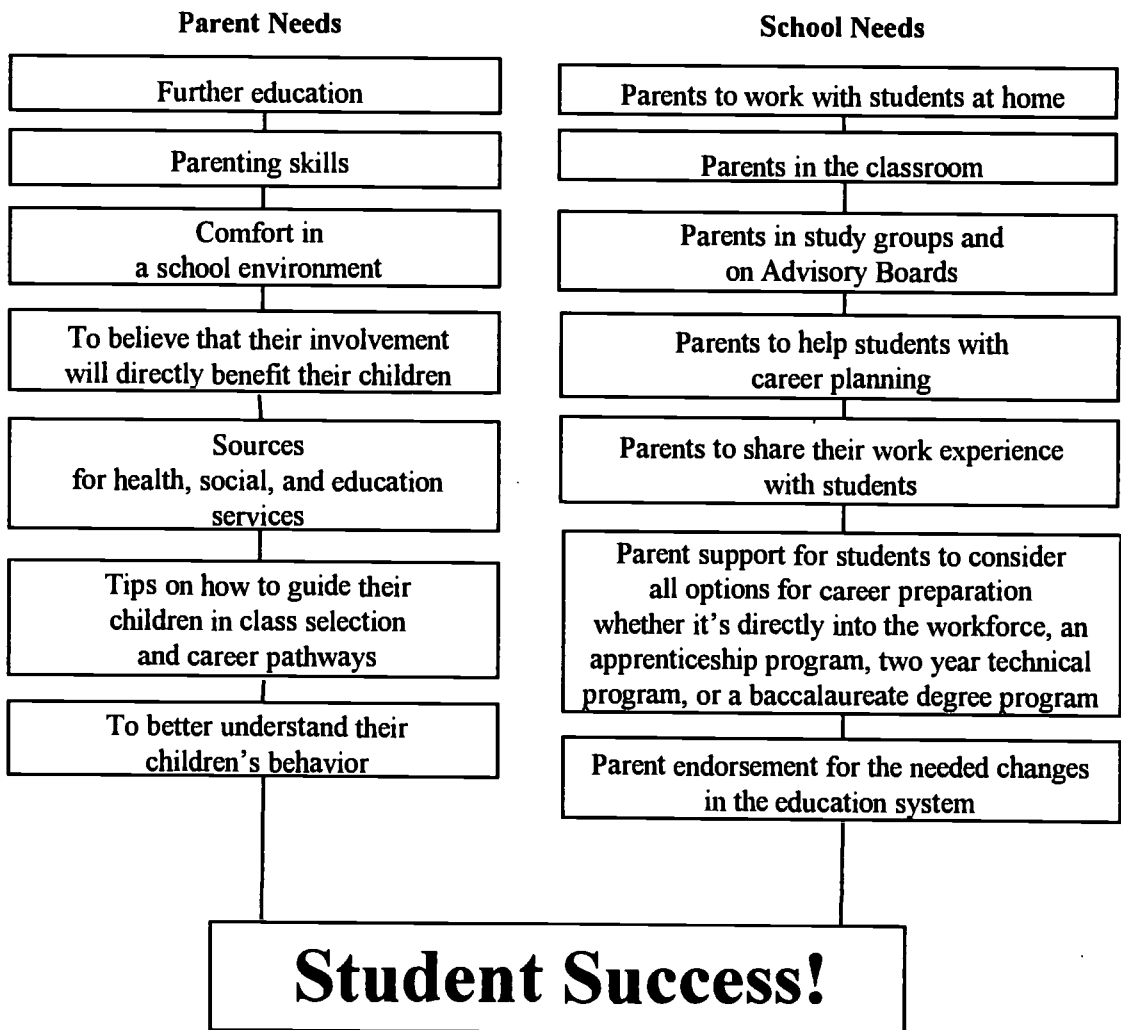 Parent Needs
Further education
Parenting skills
Comfort in
a school environment
To believe that their involvement
will directly benefit their children
Sources
for health, social, and education
services
Tips on how to guide their
children in class selection
and career pathways
To better understand their
children's behavior
School Needs
Parents to work with students at home
Parents in the classroom
Parents in study groups and
on Advisory Boards
Parents to help students with
career planning
Parents to share their work experience
with students
Parent support for students to consider
all options for career preparation
whether it's directly into the workforce, an
apprenticeship program, two year technical
program, or a baccalaureate degree program
Parent endorsement for the needed changes
in the education system
Student Success!